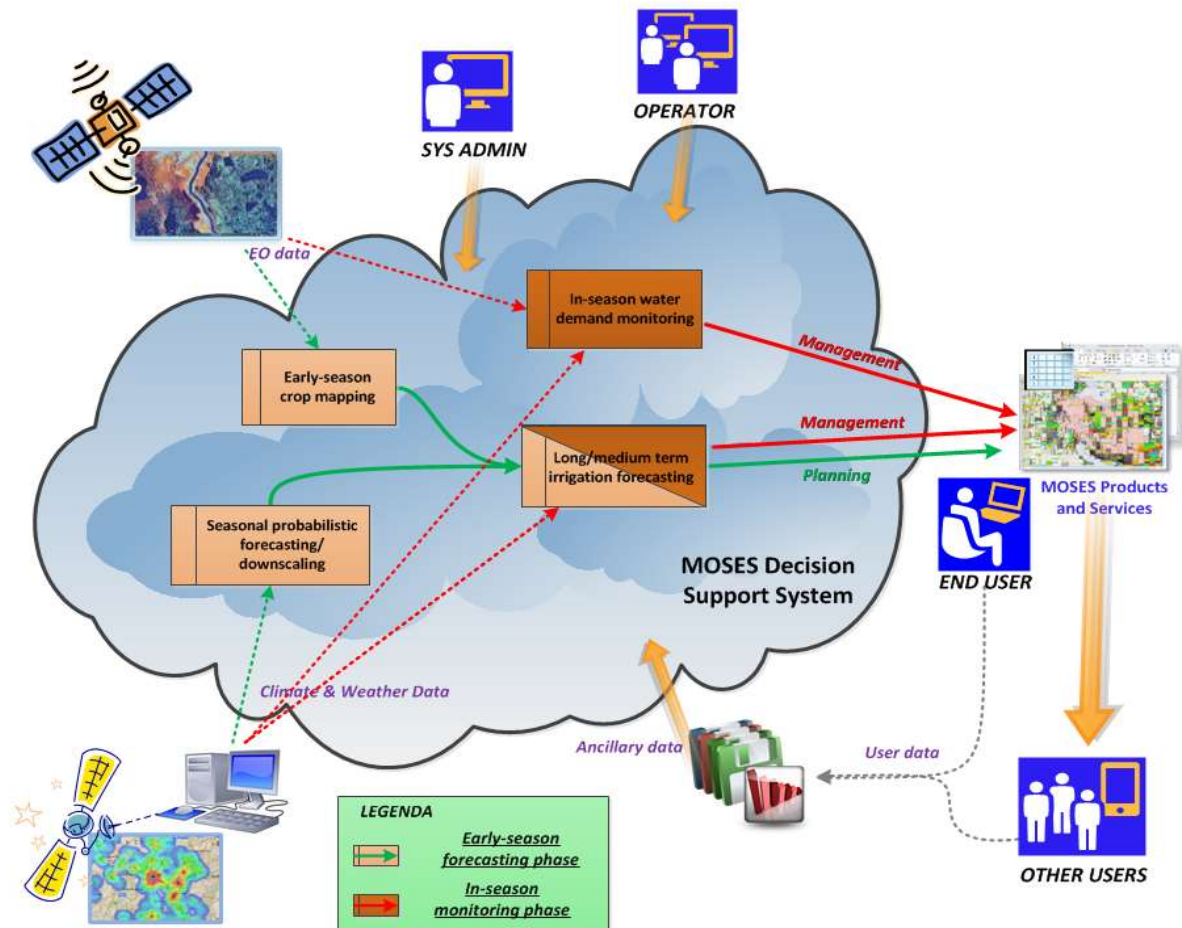 OPERATOR
SYS ADMIN
EO data
In-season water
demand monitoring
Management
Early-season
crop mapping
Management
Long/medium term
irrigation forecasting
Planning
MOSES Products
and Services
Seasonal probabilistic
forecasting/
downscaling
MOSES Decision
Support System
END USER
Climate & Weather Data
Ancillary data
User data
LEGENDA
Early-season
forecasting phase
In-season
monitoring phase
OTHER USERS